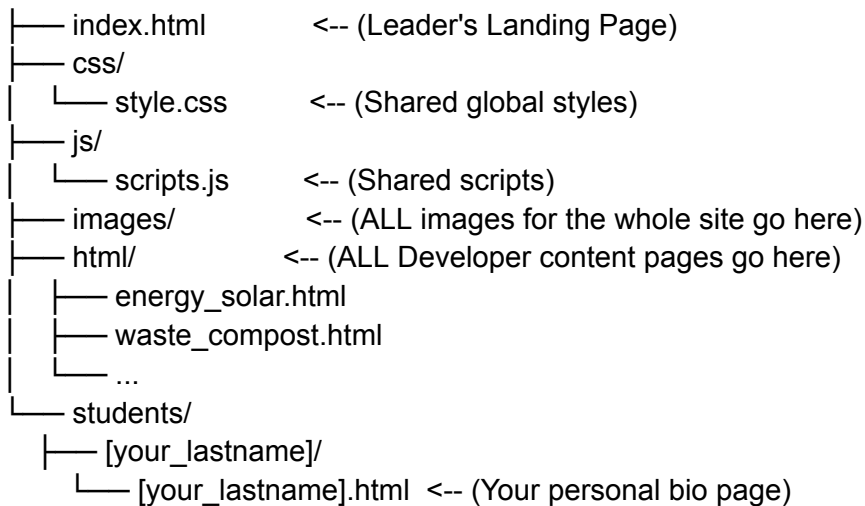 ├── index.html <-- (Leader's Landing Page)
├── css/
│ └── style.css <-- (Shared global styles)
├── js/
│ └── scripts.js <-- (Shared scripts)
├── images/ <-- (ALL images for the whole site go here)
├── html/ <-- (ALL Developer content pages go here)
│ ├── energy_solar.html
│ ├── waste_compost.html
│ └── ...
└── students/
├── [your_lastname]/
└── [your_lastname].html <-- (Your personal bio page)